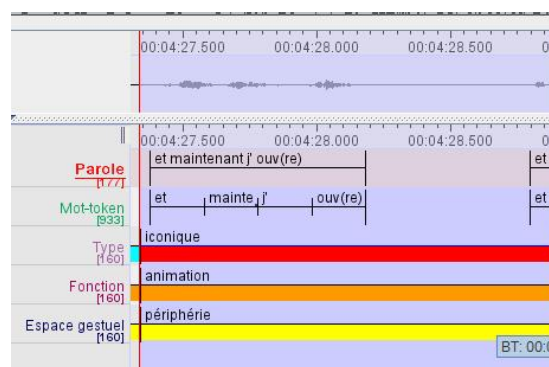 00:04:27.500 00:04:28.000 00:04:28.500 0
00:04:27.500 00:04:28.000 00:04:28.500 0
Parole [177] et maintenant j' ouv(re) et
Mot-token [933] et mainte j' ouv(re) et
Type [160] iconique
Fonction [160] animation
Espace gestuel [160] périphérie
BT: 00:0